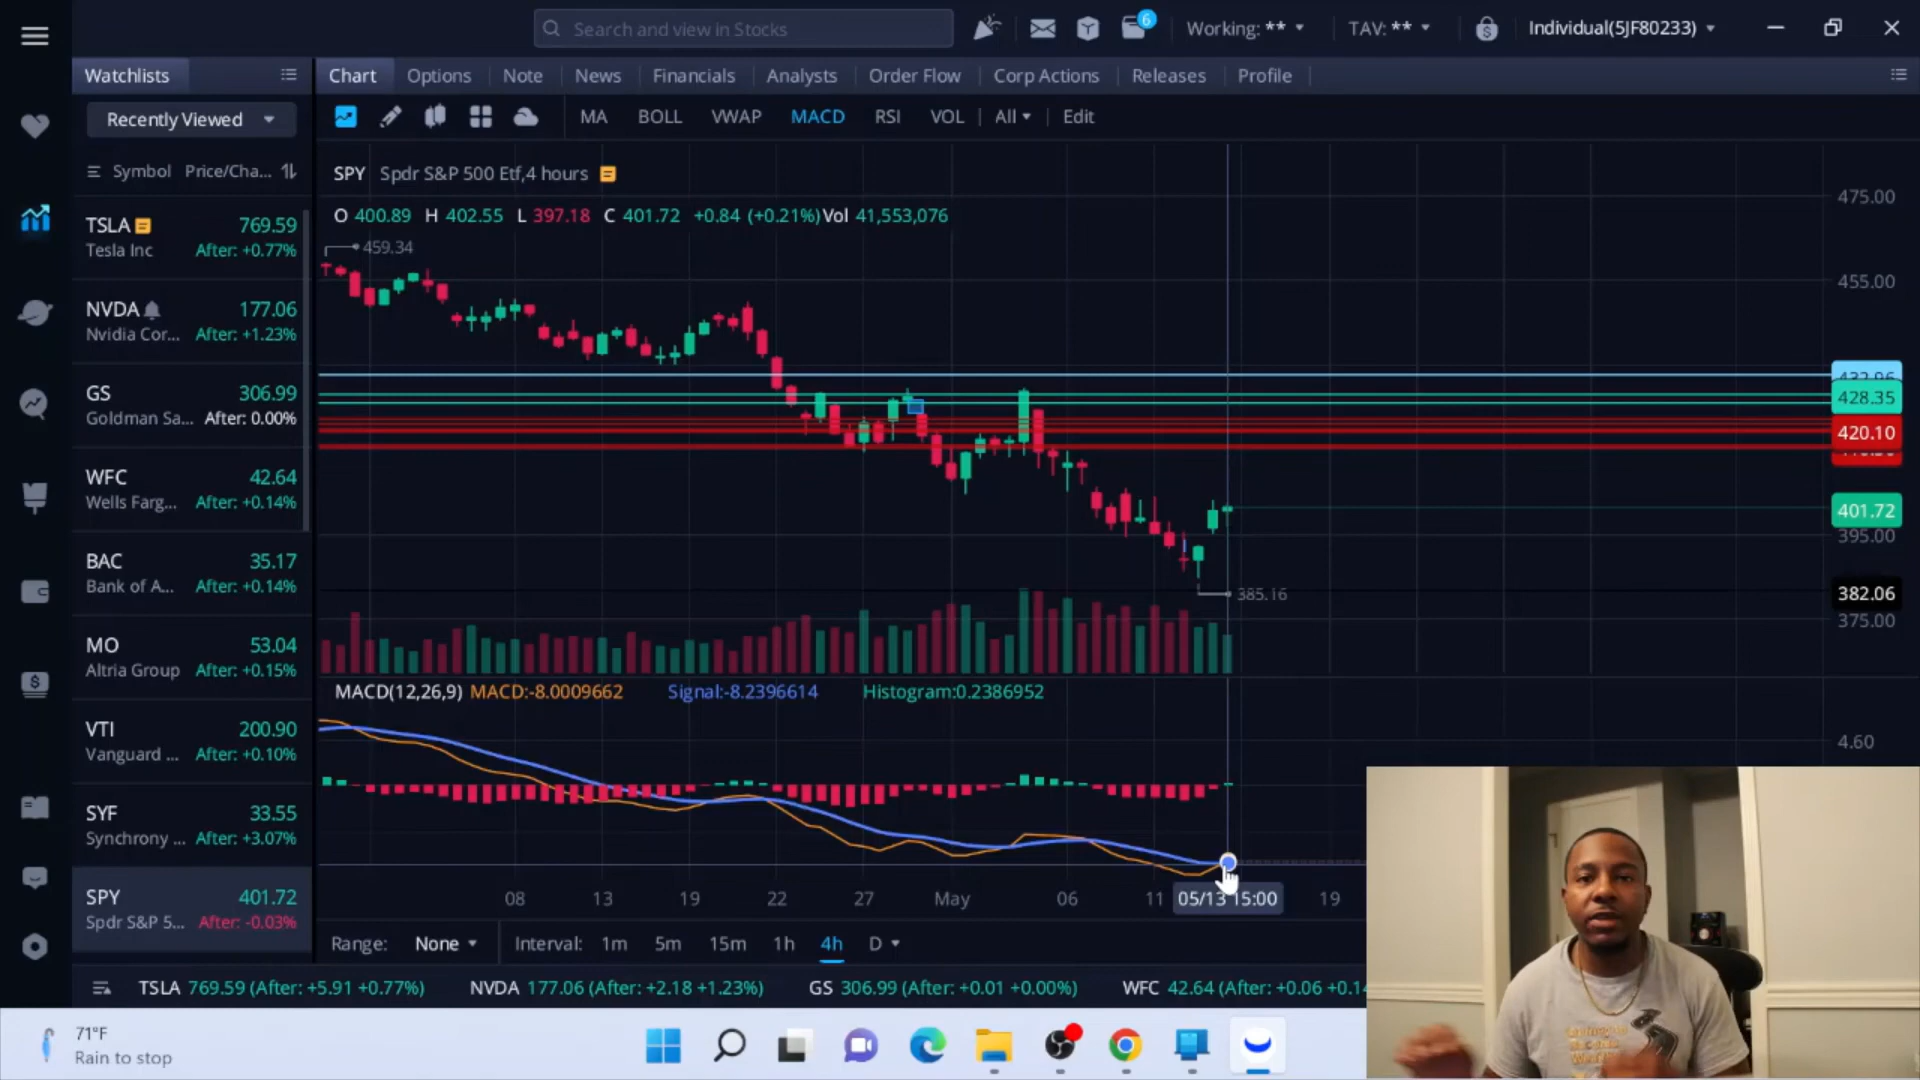 Search and view in Stocks
6
Working: **
TAV: **
Individual(5JF80233)
Watchlists
Chart
Options
Note
News
Financials
Analysts
Order Flow
Corp Actions
Releases
Profile
Recently Viewed
MA
BOLL
VWAP
MACD
RSI
VOL
All
Edit
Symbol
Price/Cha...
SPY Spdr S&P 500 Etf,4 hours
O 400.89 H 402.55 L 397.18 C 401.72 +0.84 (+0.21%)Vol 41,553,076
TSLA 769.59
Tesla Inc After: +0.77%
NVDA 177.06
Nvidia Cor... After: +1.23%
GS 306.99
Goldman Sa... After: 0.00%
WFC 42.64
Wells Farg... After: +0.14%
BAC 35.17
Bank of A... After: +0.14%
MO 53.04
Altria Group After: +0.15%
VTI 200.90
Vanguard ... After: +0.10%
SYF 33.55
Synchrony ... After: +3.07%
SPY 401.72
Spdr S&P 5... After: -0.03%
459.34
385.16
475.00
455.00
432.96
428.35
420.10
401.72
395.00
382.06
375.00
MACD(12,26,9) MACD:-8.0009662 Signal:-8.2396614 Histogram:0.2386952
4.60
08
13
19
22
27
May
06
11
05/13 15:00
19
Range: None Interval: 1m 5m 15m 1h 4h D
TSLA 769.59 (After: +5.91 +0.77%) NVDA 177.06 (After: +2.18 +1.23%) GS 306.99 (After: +0.01 +0.00%) WFC 42.64 (After: +0.06 +0.14
71°F
Rain to stop